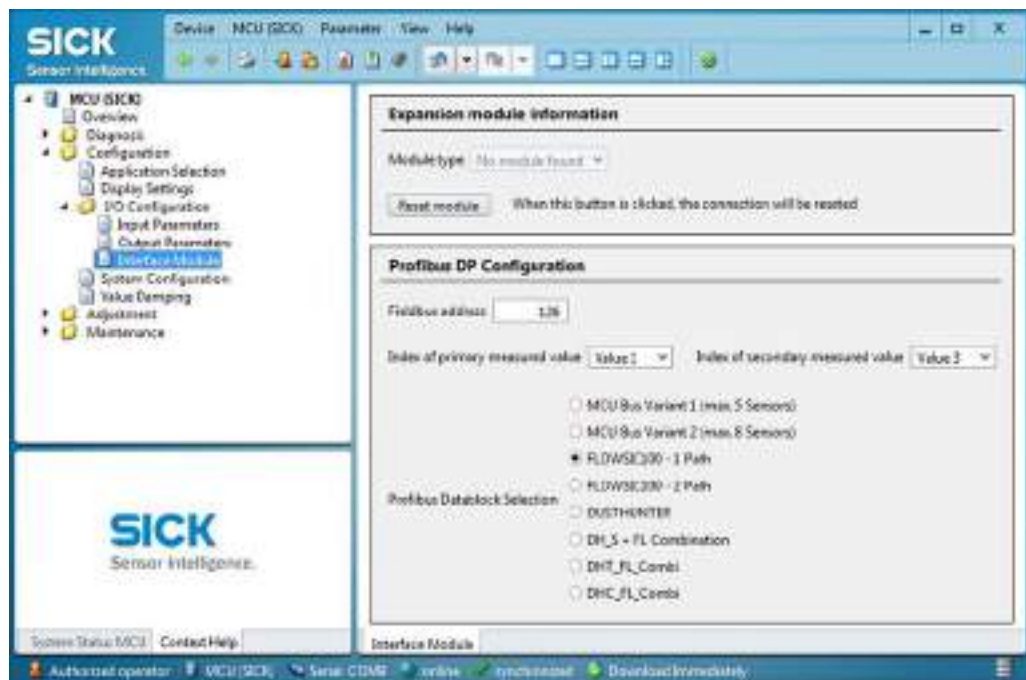 SICK
Sensor Intelligence.
Device MCU (SICK) Parameter View Help
MCU (SICK)
Overview
Diagnosis
Configuration
Application Selection
Display Settings
I/O Configuration
Input Parameters
Output Parameters
Interface Module
System Configuration
Value Damping
Adjustment
Maintenance
SICK
Sensor Intelligence.
System Status MCU Context Help
Expansion module information
Module type No module found
Reset module When this button is clicked, the connection will be reseted
Profibus DP Configuration
Fieldbus address 126
Index of primary measured value Value 1 Index of secondary measured value Value 3
Profibus Datablock Selection
MCU Bus Variant 1 (max. 5 Sensors)
MCU Bus Variant 2 (max. 8 Sensors)
FLOWSIC100 - 1 Path
FLOWSIC100 - 2 Path
DUSTHUNTER
DH_S + FL Combination
DHT_FL_Combi
DHC_FL_Combi
Interface Module
Authorized operator MCU (SICK) Serial: COM8 online synchronized Download Immediately